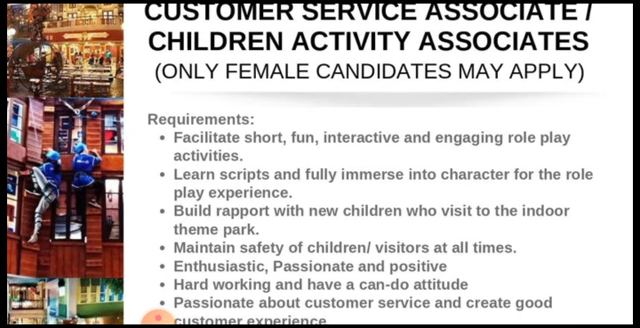 CUSTOMER SERVICE ASSOCIATE /
CHILDREN ACTIVITY ASSOCIATES
(ONLY FEMALE CANDIDATES MAY APPLY)
Requirements:
• Facilitate short, fun, interactive and engaging role play
activities.
• Learn scripts and fully immerse into character for the role
play experience.
• Build rapport with new children who visit to the indoor
theme park.
• Maintain safety of children/ visitors at all times.
• Enthusiastic, Passionate and positive
• Hard working and have a can-do attitude
• Passionate about customer service and create good
customer experience